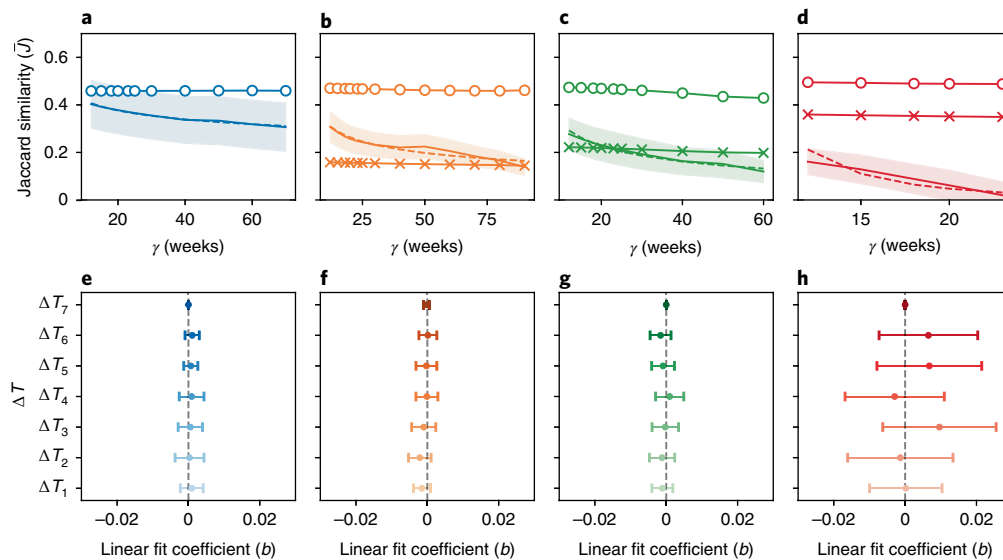 a b c d
Jaccard similarity (J̄)
0.6
0.4
0.2
0
20 40 60
25 50 75
20 40 60
15 20
γ (weeks) γ (weeks) γ (weeks) γ (weeks)
e f g h
ΔT
ΔT₇
ΔT₆
ΔT₅
ΔT₄
ΔT₃
ΔT₂
ΔT₁
−0.02 0 0.02
−0.02 0 0.02
−0.02 0 0.02
−0.02 0 0.02
Linear fit coefficient (b) Linear fit coefficient (b) Linear fit coefficient (b) Linear fit coefficient (b)